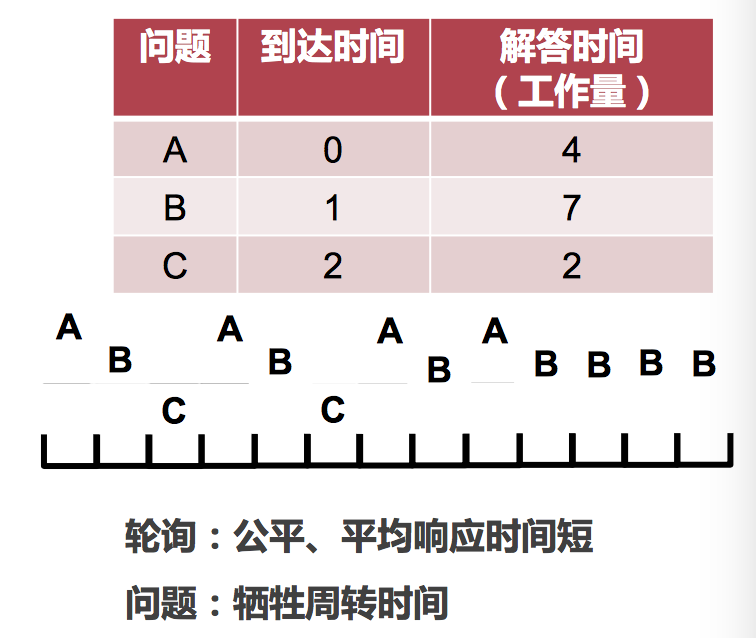 问题 到达时间 解答时间
（工作量）
A 0 4
B 1 7
C 2 2
A A A A
B B B B B B B
C C
轮询：公平、平均响应时间短
问题：牺牲周转时间